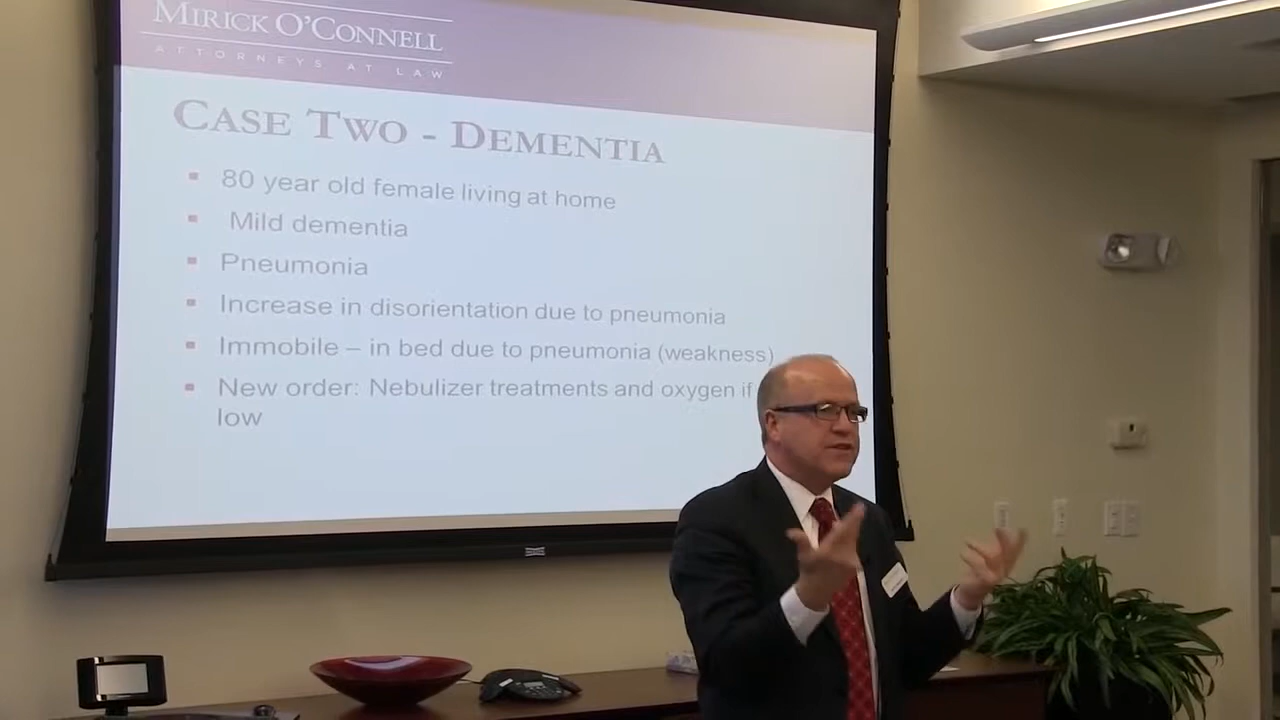 MIRICK O'CONNELL
ATTORNEYS AT LAW
CASE TWO - DEMENTIA
80 year old female living at home
Mild dementia
Pneumonia
Increase in disorientation due to pneumonia
Immobile – in bed due to pneumonia (weakness)
New order: Nebulizer treatments and oxygen if
low